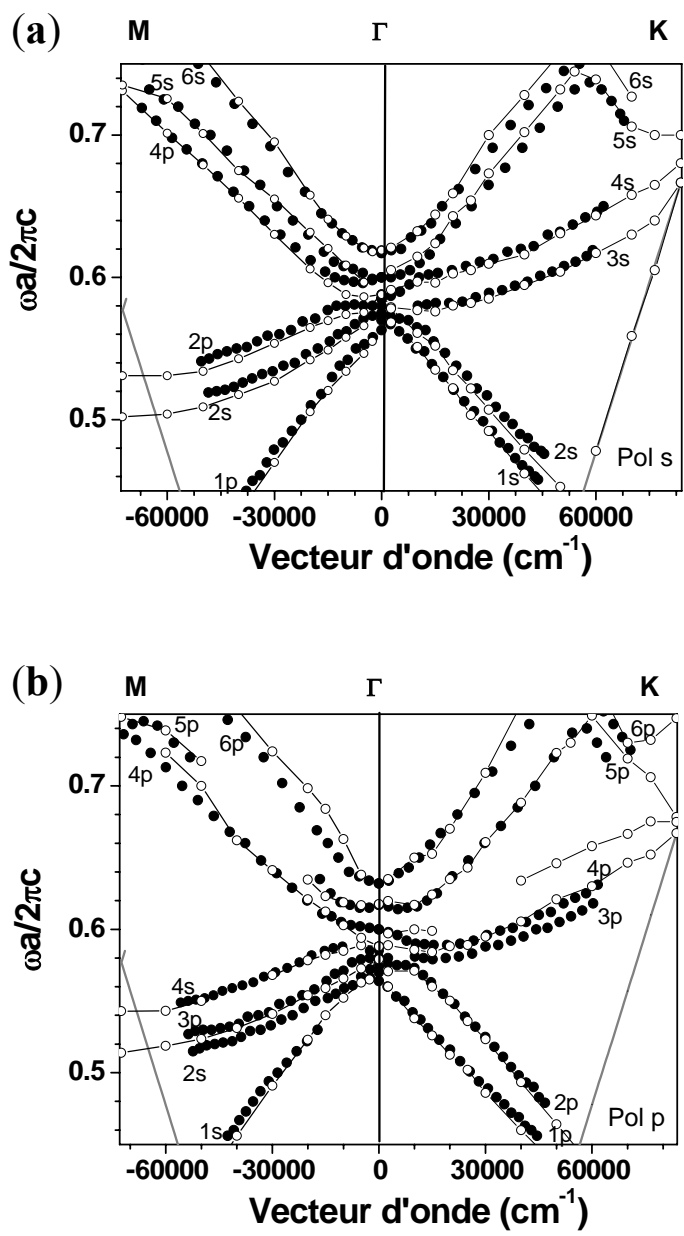 (a) M Γ K
6s
5s
4p
6s
5s
4s
3s
2p
2s
1p
2s
1s
Pol s
0.7
0.6
0.5
ωa/2πc
-60000 -30000 0 30000 60000
Vecteur d'onde (cm-1)
(b) M Γ K
5p
6p
4p
6p
5p
4p
3p
4s
3p
2s
1s
2p
1p
Pol p
0.7
0.6
0.5
ωa/2πc
-60000 -30000 0 30000 60000
Vecteur d'onde (cm-1)